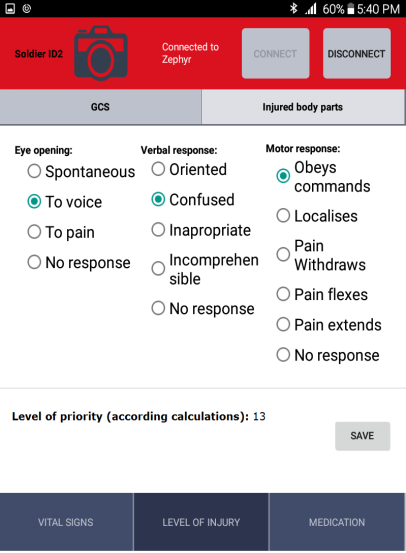 60% 5:40 PM
Soldier ID2
Connected to
Zephyr
CONNECT
DISCONNECT
GCS
Injured body parts
Eye opening:
Spontaneous
To voice
To pain
No response
Verbal response:
Oriented
Confused
Inapropriate
Incomprehen
sible
No response
Motor response:
Obeys
commands
Localises
Pain
Withdraws
Pain flexes
Pain extends
No response
Level of priority (according calculations): 13
SAVE
VITAL SIGNS
LEVEL OF INJURY
MEDICATION